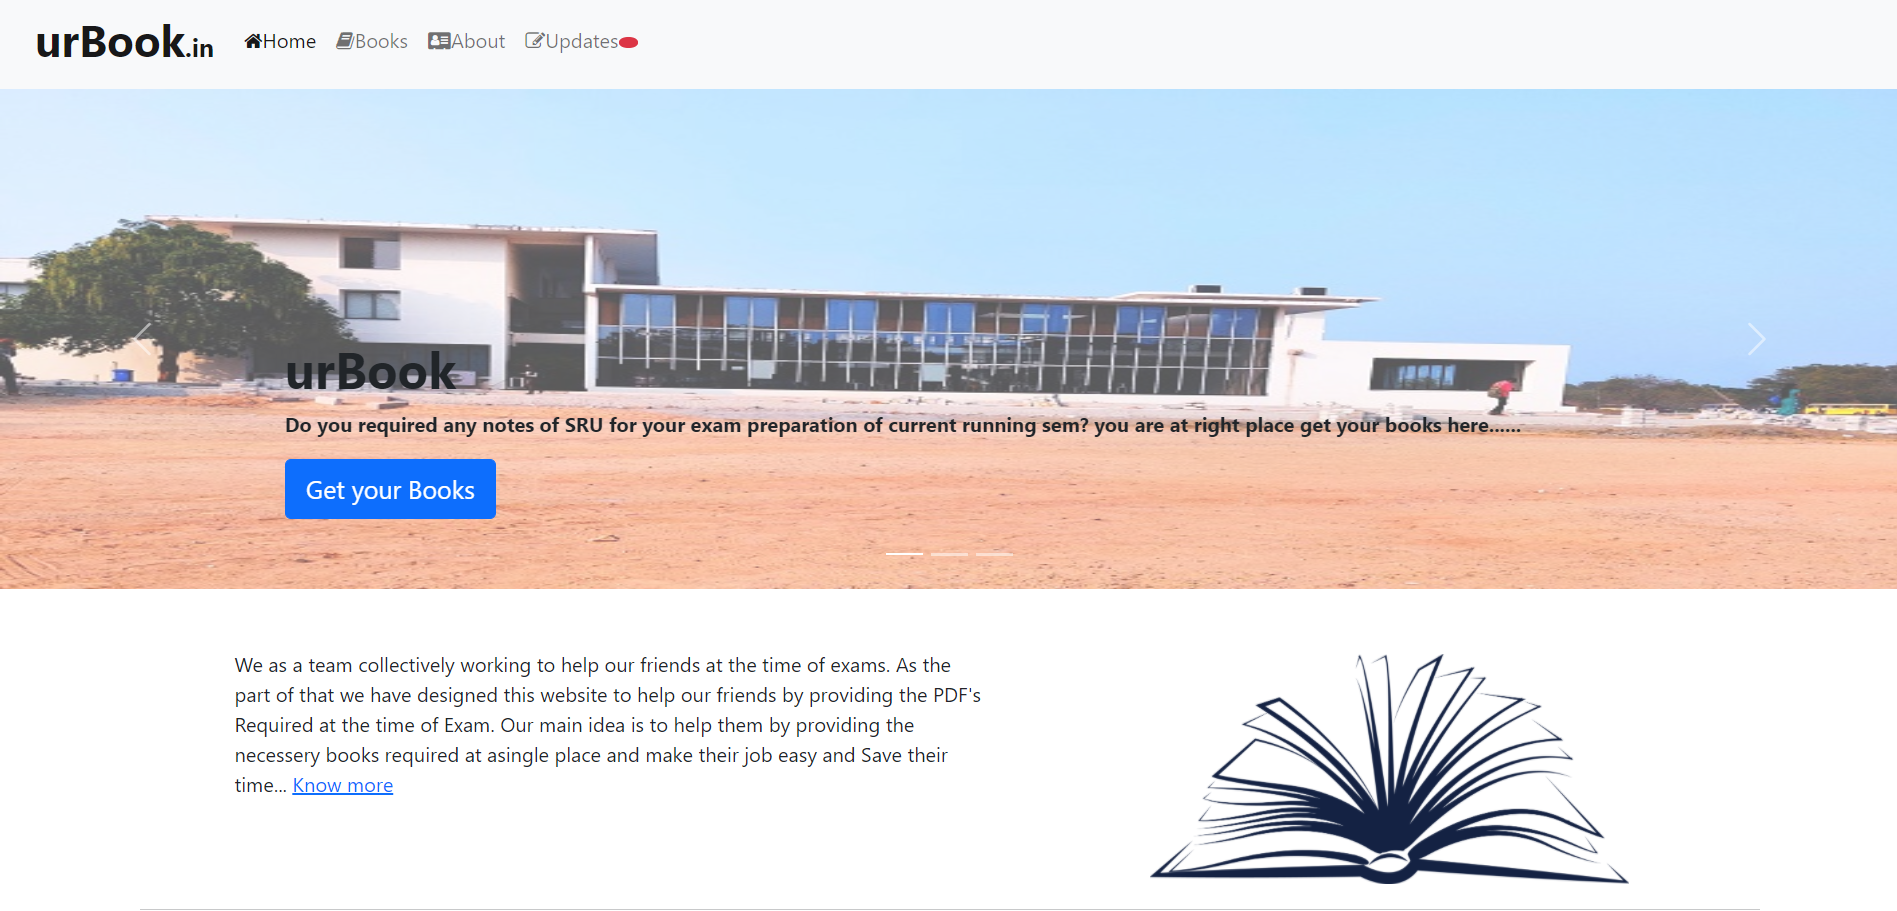 urBook.in Home Books About Updates
urBook
Do you required any notes of SRU for your exam preparation of current running sem? you are at right place get your books here......
Get your Books
We as a team collectively working to help our friends at the time of exams. As the
part of that we have designed this website to help our friends by providing the PDF's
Required at the time of Exam. Our main idea is to help them by providing the
necessery books required at asingle place and make their job easy and Save their
time... Know more